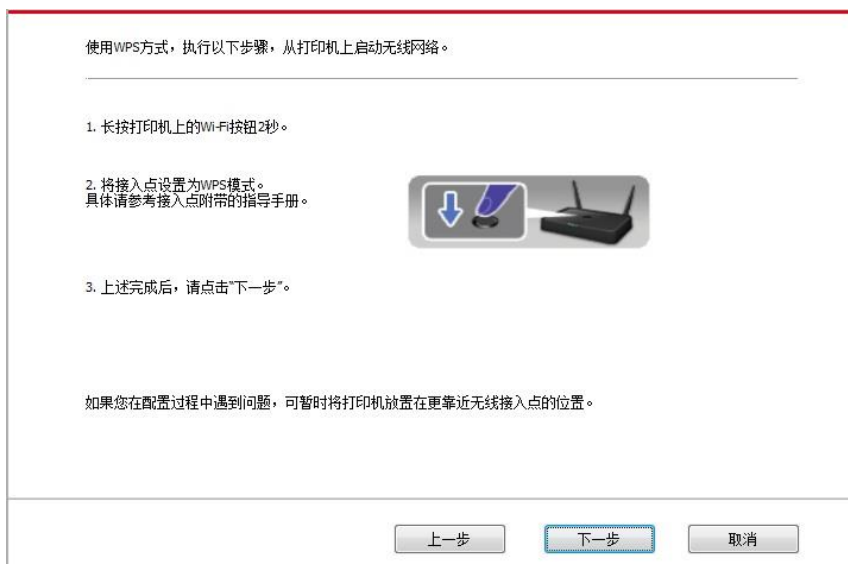 使用WPS方式，执行以下步骤，从打印机上启动无线网络。
1. 长按打印机上的Wi-Fi按钮2秒。
2. 将接入点设置为WPS模式。
具体请参考接入点附带的指导手册。
3. 上述完成后，请点击“下一步”。
如果您在配置过程中遇到问题，可暂时将打印机放置在更靠近无线接入点的位置。
上一步
下一步
取消